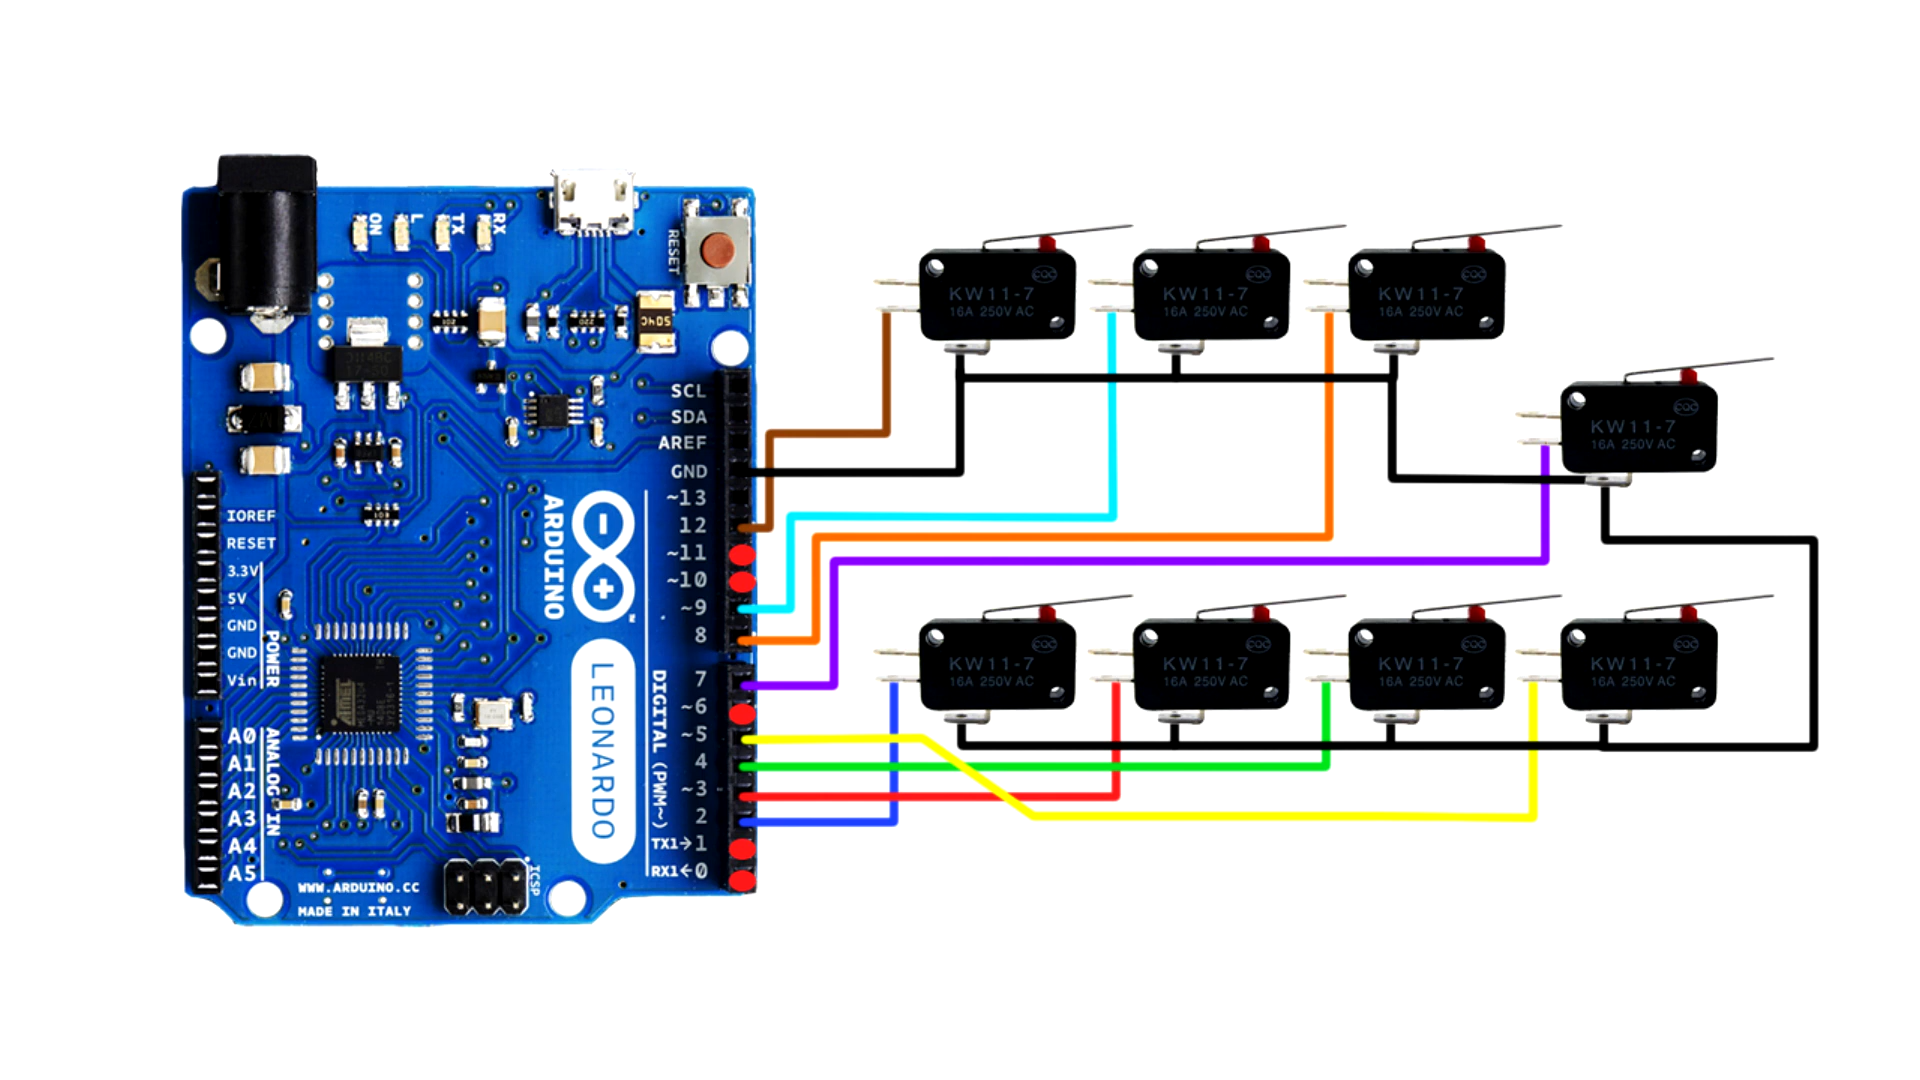 ON
L
TX
RX
RESET
SCL
SDA
AREF
GND
~13
12
~11
~10
~9
8
7
~6
~5
4
~3
2
TX1→1
RX1←0
DIGITAL (PWM~)
ARDUINO
LEONARDO
IOREF
RESET
3.3V
5V
GND
GND
Vin
POWER
A0
A1
A2
A3
A4
A5
ANALOG IN
ICSP
WWW.ARDUINO.CC
MADE IN ITALY
KW11-7
16A 250V AC
KW11-7
16A 250V AC
KW11-7
16A 250V AC
KW11-7
16A 250V AC
KW11-7
16A 250V AC
KW11-7
16A 250V AC
KW11-7
16A 250V AC
KW11-7
16A 250V AC